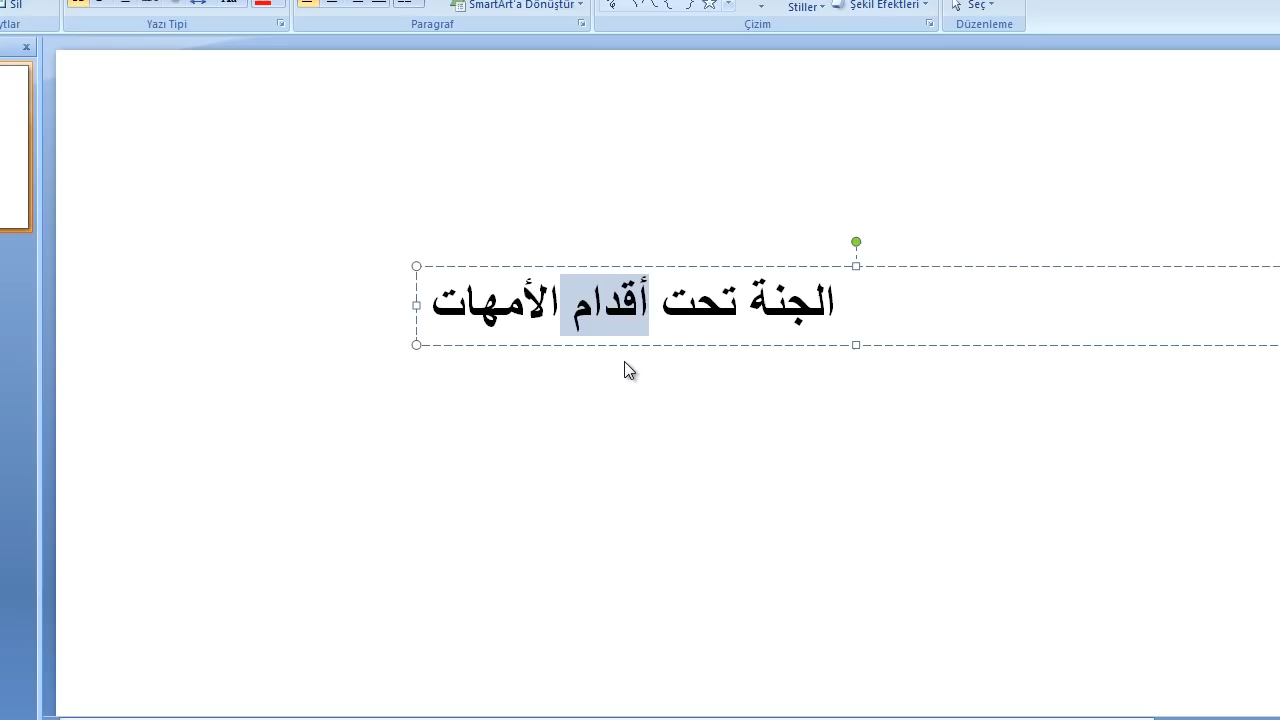 Sil
SmartArt'a Dönüştür
Stiller
Şekil Efektleri
Seç
Yazı Tipi
Paragraf
Çizim
Düzenleme
الجنة تحت أقدام الأمهات